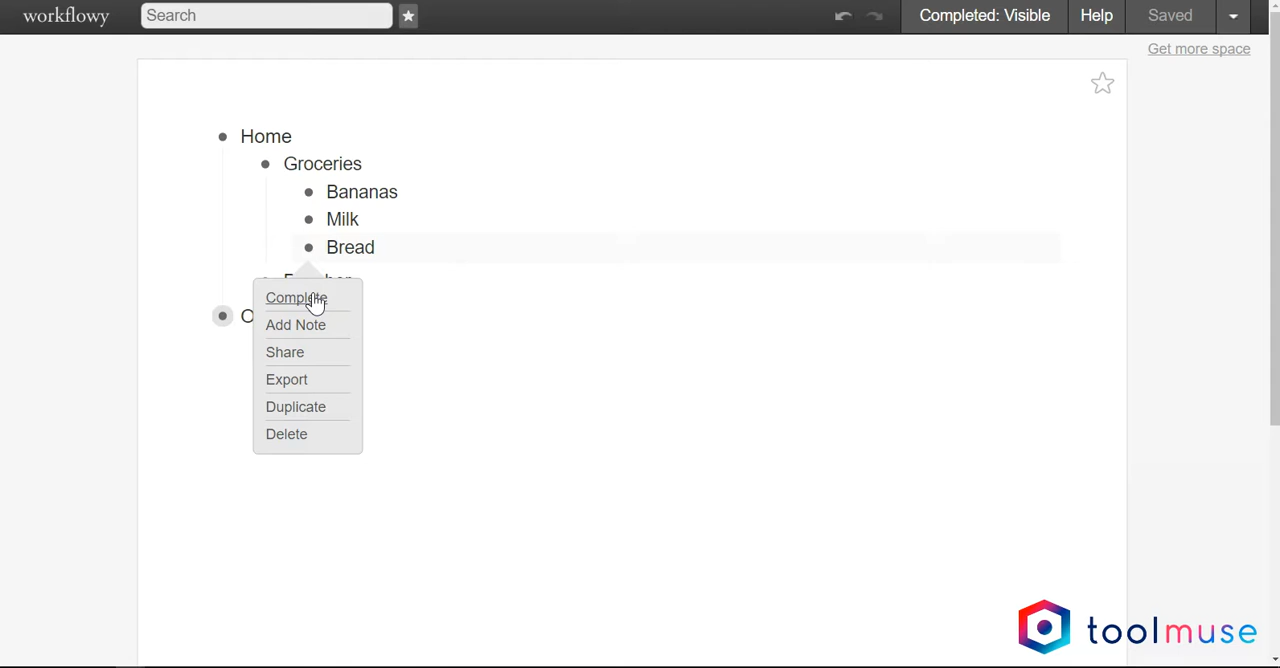 workflowy Search Completed: Visible Help Saved
Get more space
Home
Groceries
Bananas
Milk
Bread
Complete
Add Note
Share
Export
Duplicate
Delete
toolmuse